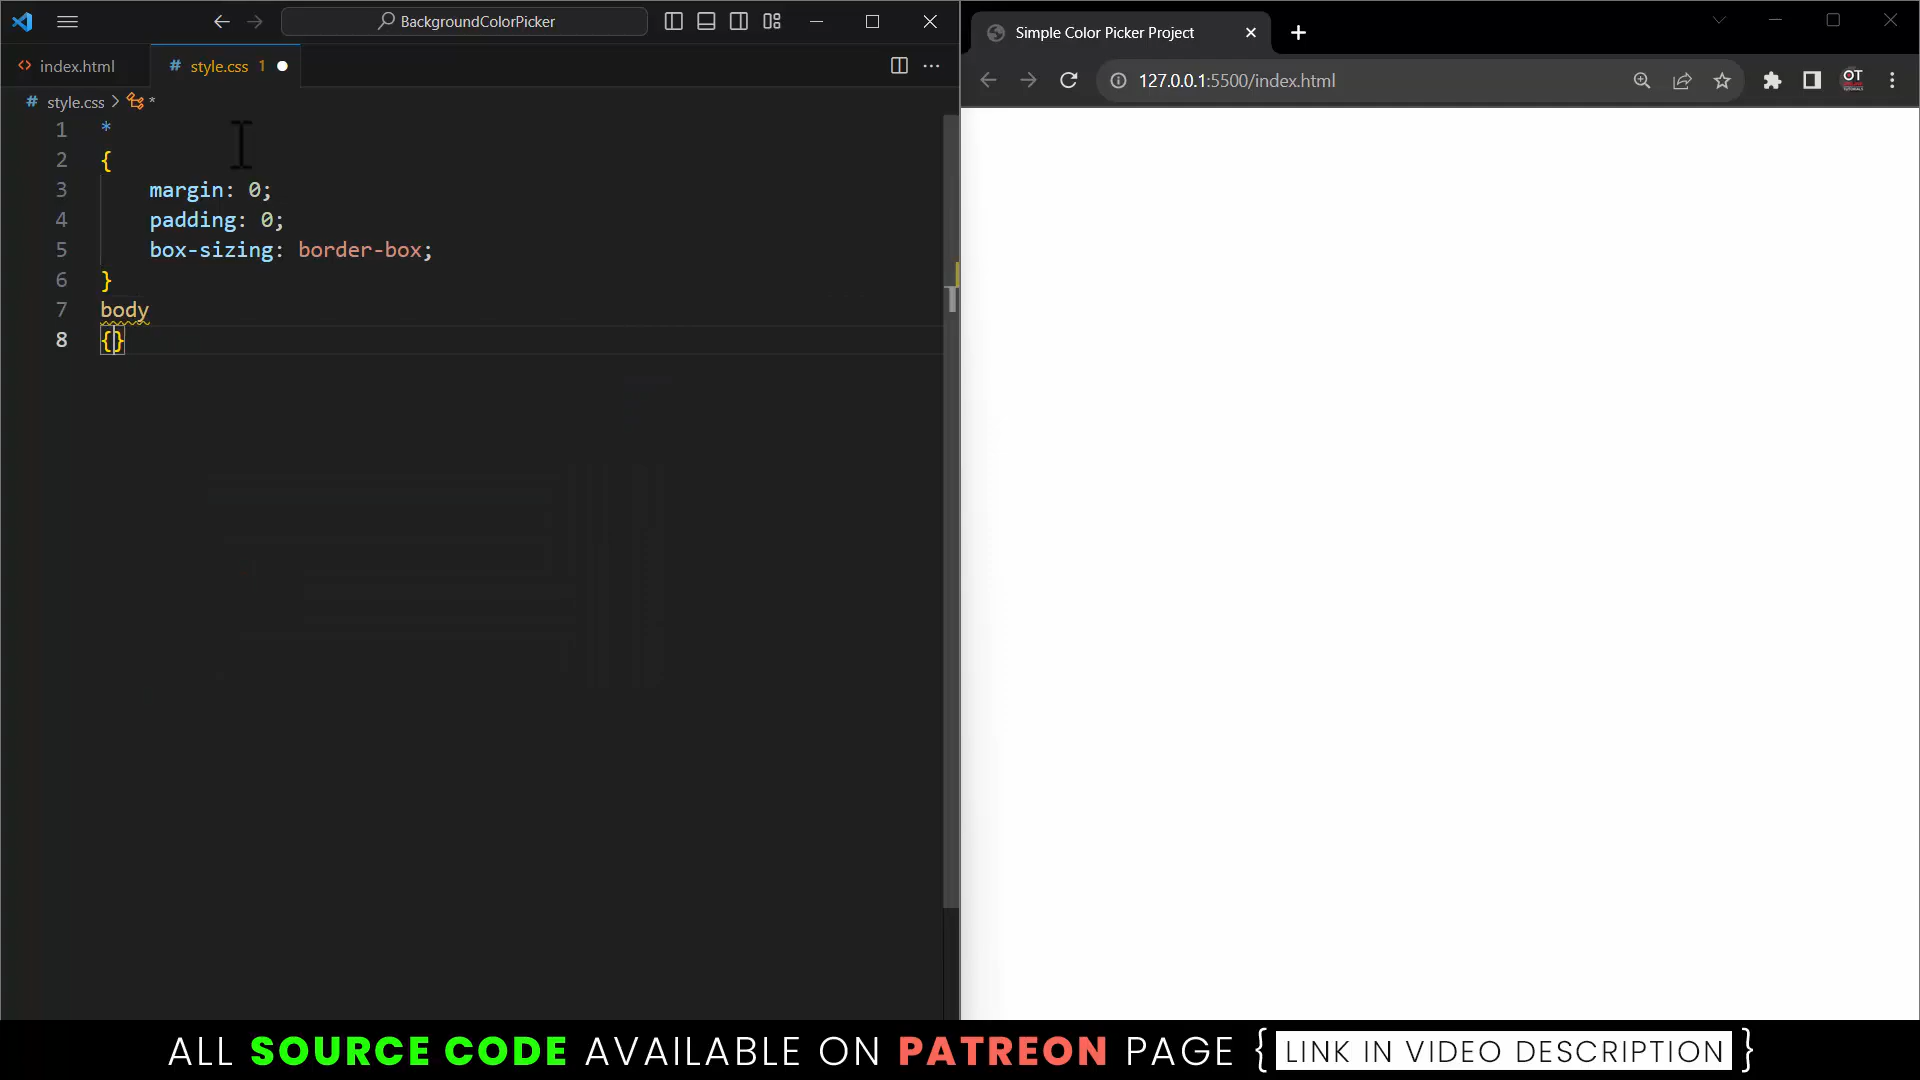 BackgroundColorPicker
index.html
# style.css 1
# style.css > *
1 *
2 {
3 margin: 0;
4 padding: 0;
5 box-sizing: border-box;
6 }
7 body
8 {}
Simple Color Picker Project
127.0.0.1:5500/index.html
OT
ALL SOURCE CODE AVAILABLE ON PATREON PAGE { LINK IN VIDEO DESCRIPTION }